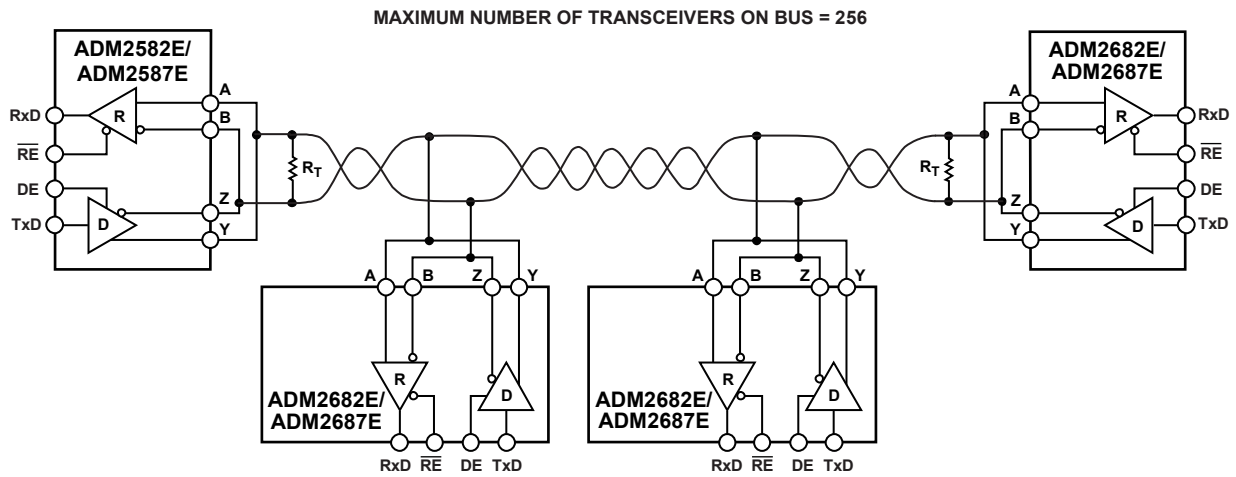 MAXIMUM NUMBER OF TRANSCEIVERS ON BUS = 256
ADM2582E/
ADM2587E
A
B
Z
Y
RxD
RE
DE
TxD
R
D
RT
RT
ADM2682E/
ADM2687E
A
B
Z
Y
R
D
RxD
RE
DE
TxD
A
B
Z
Y
R
D
ADM2682E/
ADM2687E
RxD
RE
DE
TxD
A
B
Z
Y
R
D
ADM2682E/
ADM2687E
RxD
RE
DE
TxD